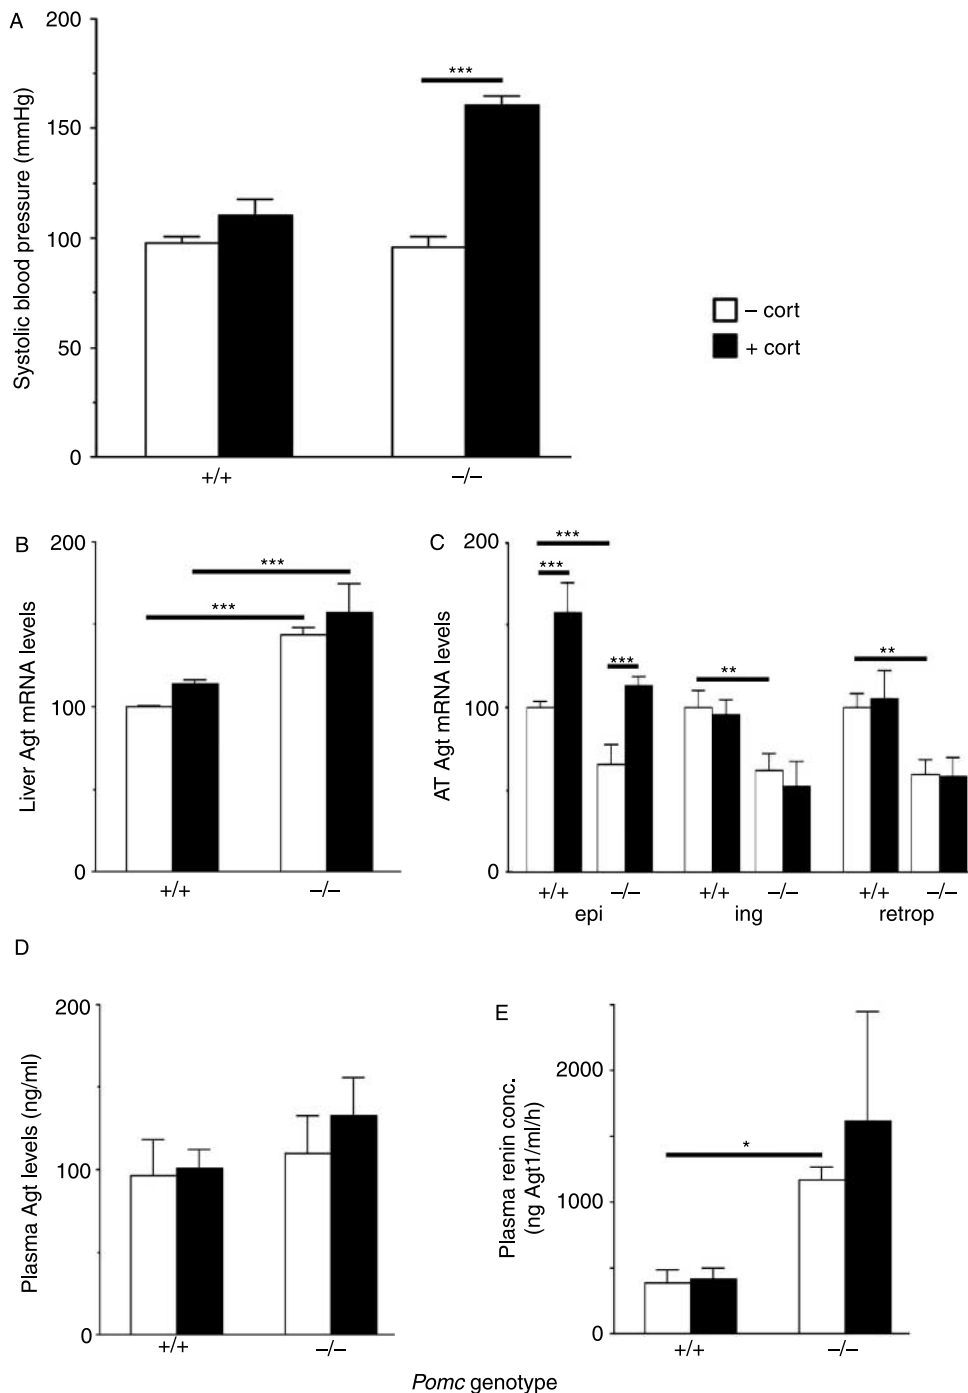 A
200
150
100
50
0
Systolic blood pressure (mmHg)
***
+/+
–/–
– cort
+ cort
B
200
100
0
Liver Agt mRNA levels
***
***
+/+
–/–
C
200
100
0
AT Agt mRNA levels
***
***
***
**
**
+/+ –/– +/+ –/– +/+ –/–
epi ing retrop
D
200
100
0
Plasma Agt levels (ng/ml)
+/+
–/–
E
2000
1000
0
Plasma renin conc.
(ng Agt1/ml/h)
*
+/+
–/–
Pomc genotype